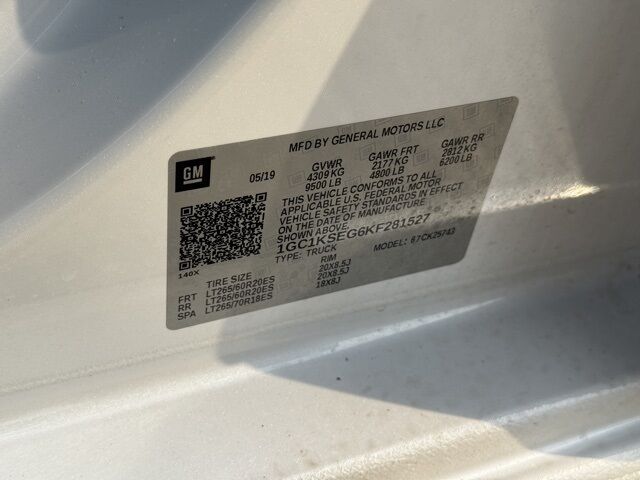 MFD BY GENERAL MOTORS LLC
GM
05/19
GVWR GAWR FRT GAWR RR
4309 KG 2177 KG 2812 KG
9500 LB 4800 LB 6200 LB
THIS VEHICLE CONFORMS TO ALL
APPLICABLE U.S. FEDERAL MOTOR
VEHICLE SAFETY STANDARDS IN EFFECT
ON THE DATE OF MANUFACTURE
SHOWN ABOVE.
1GC1KSEG6KF281527
TYPE: TRUCK MODEL: 67CK25743
140X
TIRE SIZE RIM
FRT LT265/60R20ES 20X8.5J
RR LT265/60R20ES 20X8.5J
SPA LT265/70R18ES 18X8J